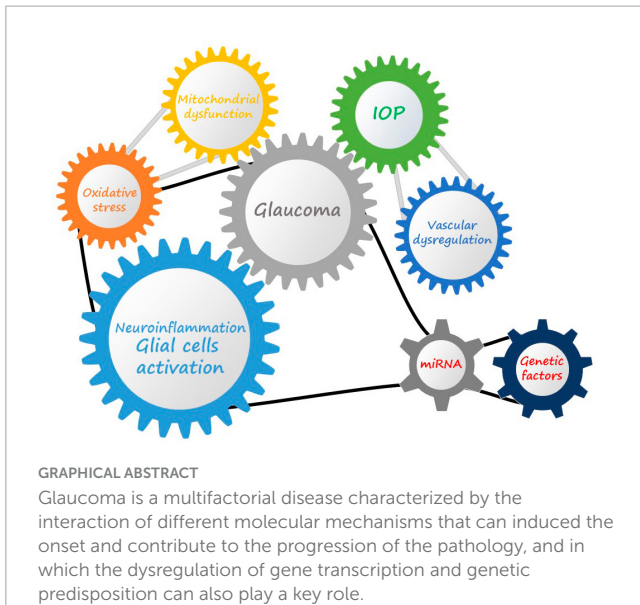 Mitochondrial
dysfunction
IOP
Oxidative
stress
Glaucoma
Vascular
dysregulation
Neuroinflammation
Glial cells
activation
miRNA
Genetic
factors
GRAPHICAL ABSTRACT
Glaucoma is a multifactorial disease characterized by the
interaction of different molecular mechanisms that can induced the
onset and contribute to the progression of the pathology, and in
which the dysregulation of gene transcription and genetic
predisposition can also play a key role.